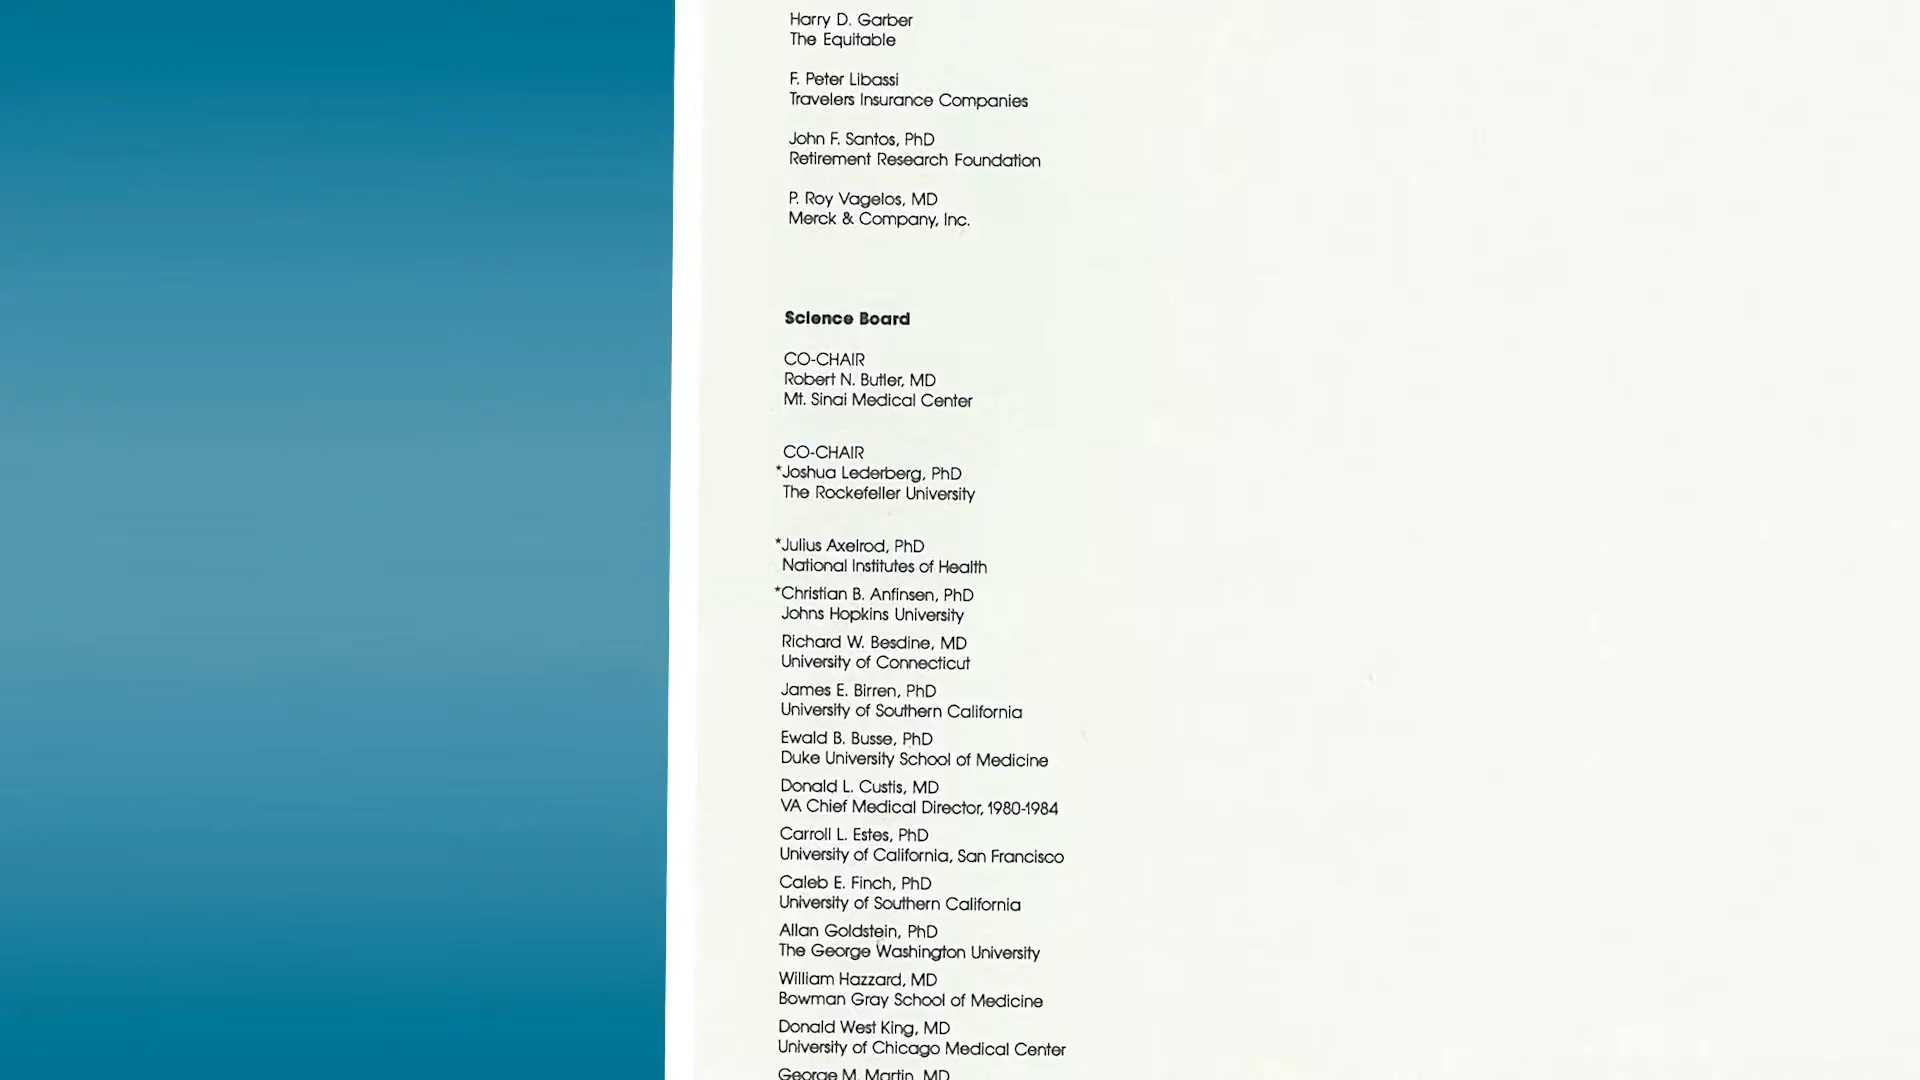 Harry D. Garber
The Equitable
F. Peter Libassi
Travelers Insurance Companies
John F. Santos, PhD
Retirement Research Foundation
P. Roy Vagelos, MD
Merck & Company, Inc.
Science Board
CO-CHAIR
Robert N. Butler, MD
Mt. Sinai Medical Center
CO-CHAIR
*Joshua Lederberg, PhD
The Rockefeller University
*Julius Axelrod, PhD
National Institutes of Health
*Christian B. Anfinsen, PhD
Johns Hopkins University
Richard W. Besdine, MD
University of Connecticut
James E. Birren, PhD
University of Southern California
Ewald B. Busse, PhD
Duke University School of Medicine
Donald L. Custis, MD
VA Chief Medical Director, 1980-1984
Carroll L. Estes, PhD
University of California, San Francisco
Caleb E. Finch, PhD
University of Southern California
Allan Goldstein, PhD
The George Washington University
William Hazzard, MD
Bowman Gray School of Medicine
Donald West King, MD
University of Chicago Medical Center
George M. Martin, MD